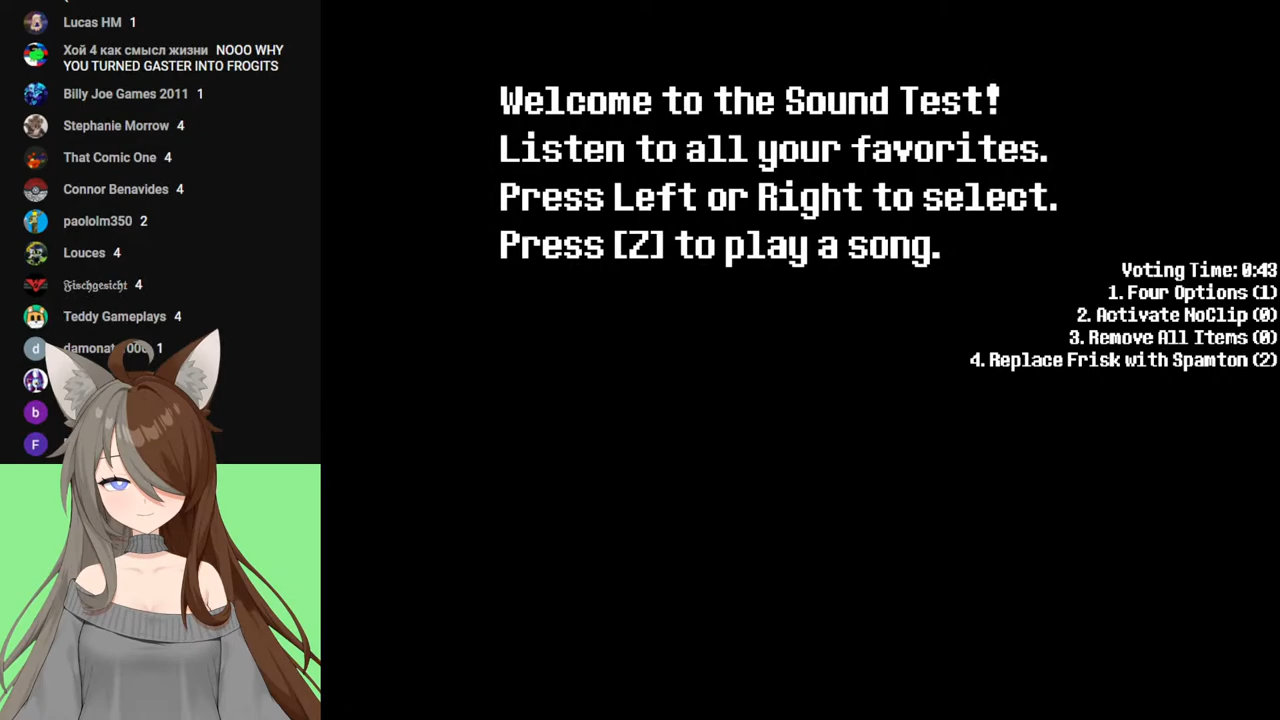 Lucas HM 1
Хой 4 как смысл жизни NOOO WHY
YOU TURNED GASTER INTO FROGITS
Billy Joe Games 2011 1
Stephanie Morrow 4
That Comic One 4
Connor Benavides 4
paololm350 2
Louces 4
𝔉𝔦𝔰𝔠𝔥𝔤𝔢𝔰𝔦𝔠𝔥𝔱 4
Teddy Gameplays 4
1
b
F
d
Welcome to the Sound Test!
Listen to all your favorites.
Press Left or Right to select.
Press [Z] to play a song.
Voting Time: 0:43
1. Four Options (1)
2. Activate NoClip (0)
3. Remove All Items (0)
4. Replace Frisk with Spamton (2)